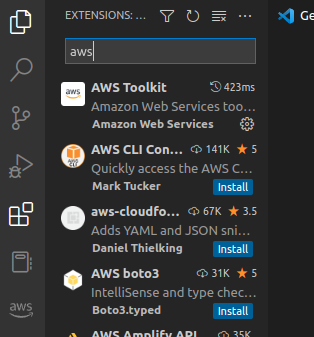 EXTENSIONS: ...
Ge
aws
AWS Toolkit 423ms
aws
Amazon Web Services too...
Amazon Web Services
AWS CLI Con... 141K 5
Quickly access the AWS C...
Mark Tucker Install
aws-cloudfo... 67K 3.5
Adds YAML and JSON sni...
Daniel Thielking Install
AWS boto3 31K 5
IntelliSense and type chec...
Boto3.typed Install
aws
AWS Amplify API 35K